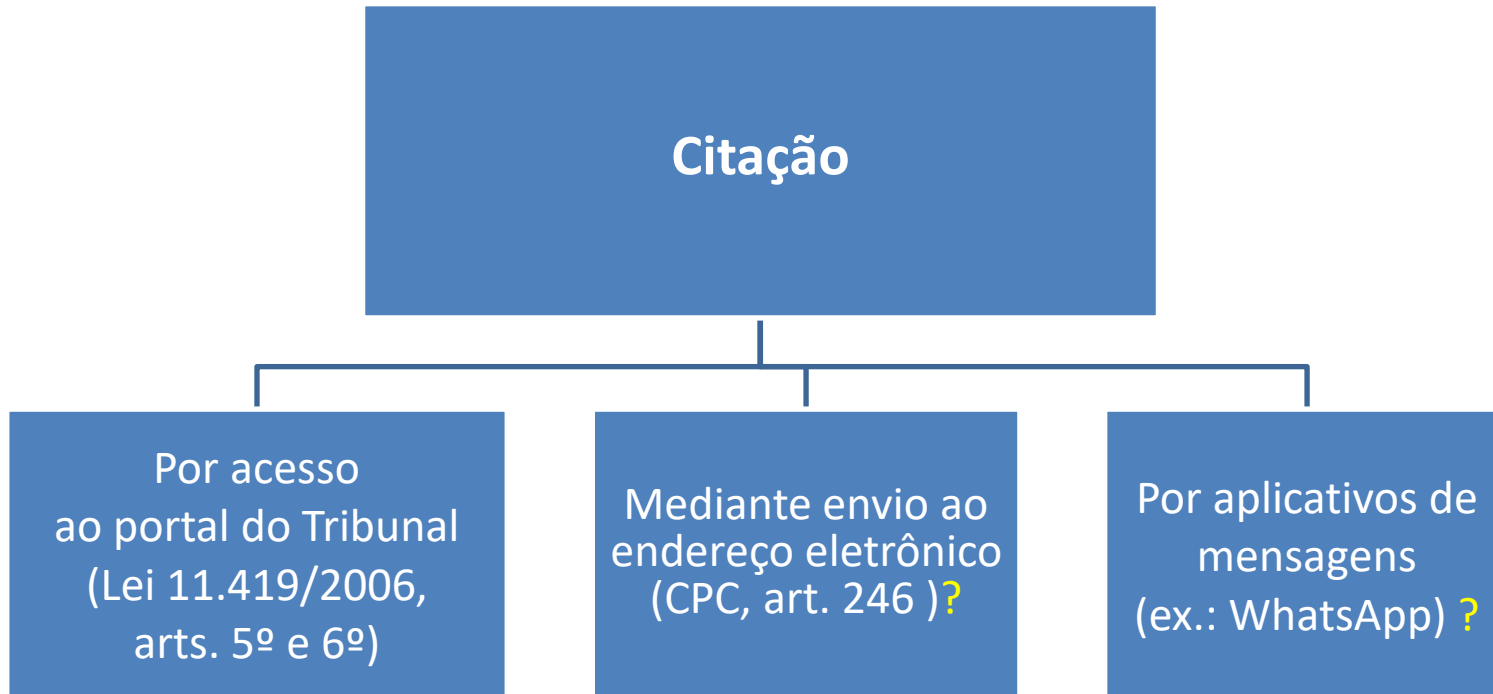 Citação
Por acesso
ao portal do Tribunal
(Lei 11.419/2006,
arts. 5º e 6º)
Mediante envio ao
endereço eletrônico
(CPC, art. 246 )?
Por aplicativos de
mensagens
(ex.: WhatsApp) ?